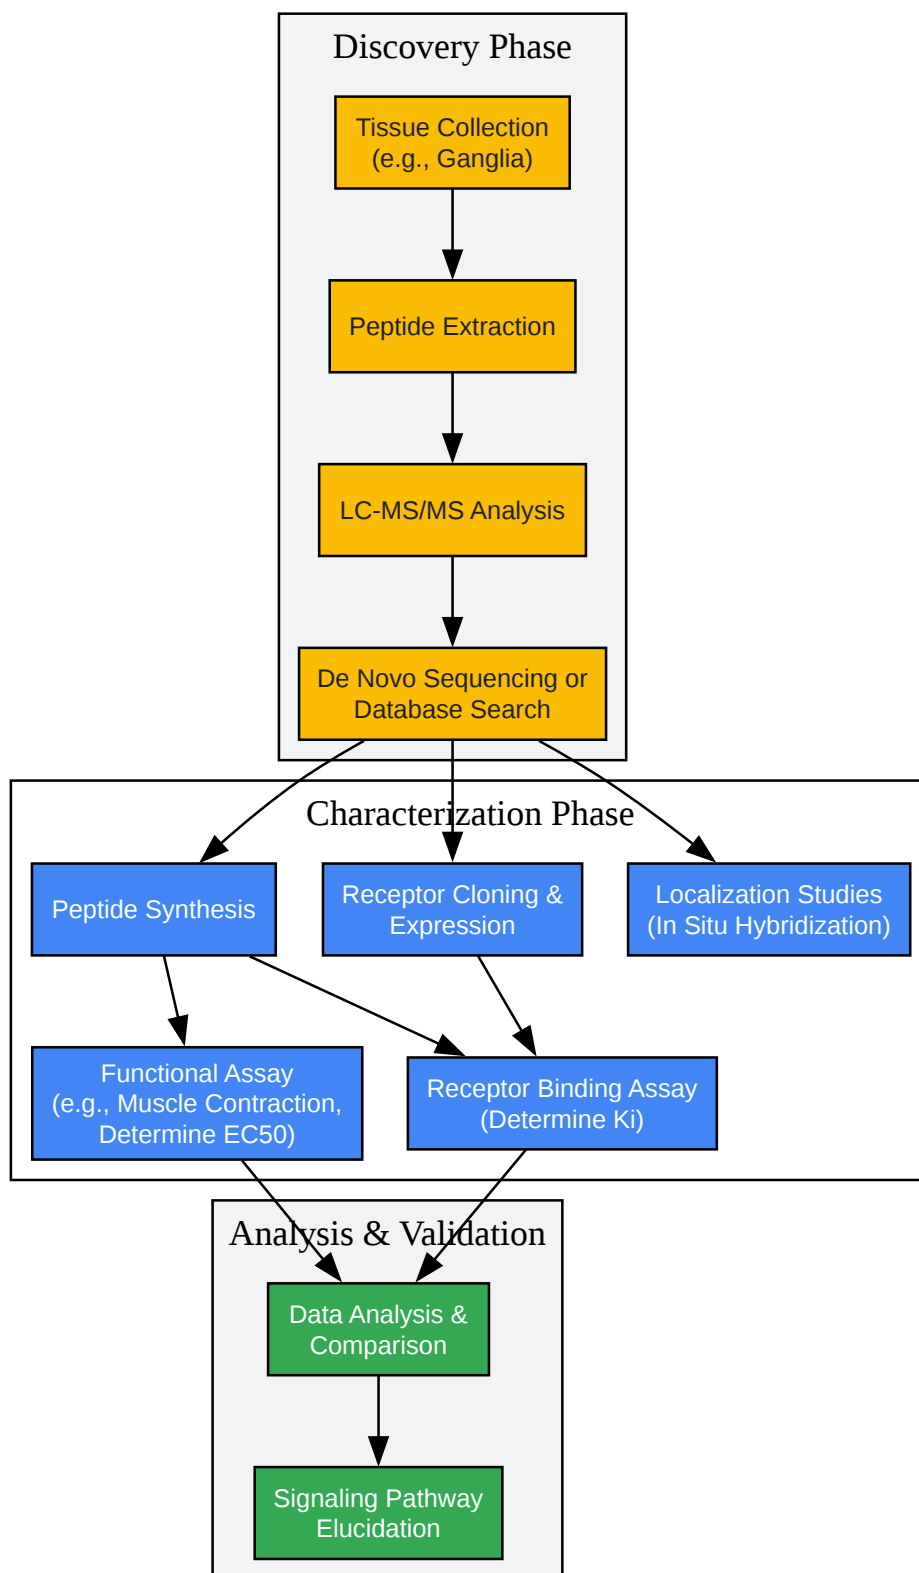 Discovery Phase
Tissue Collection
(e.g., Ganglia)
Peptide Extraction
LC-MS/MS Analysis
De Novo Sequencing or
Database Search
Characterization Phase
Peptide Synthesis
Receptor Cloning &
Expression
Localization Studies
(In Situ Hybridization)
Functional Assay
(e.g., Muscle Contraction,
Determine EC50)
Receptor Binding Assay
(Determine Ki)
Analysis & Validation
Data Analysis &
Comparison
Signaling Pathway
Elucidation